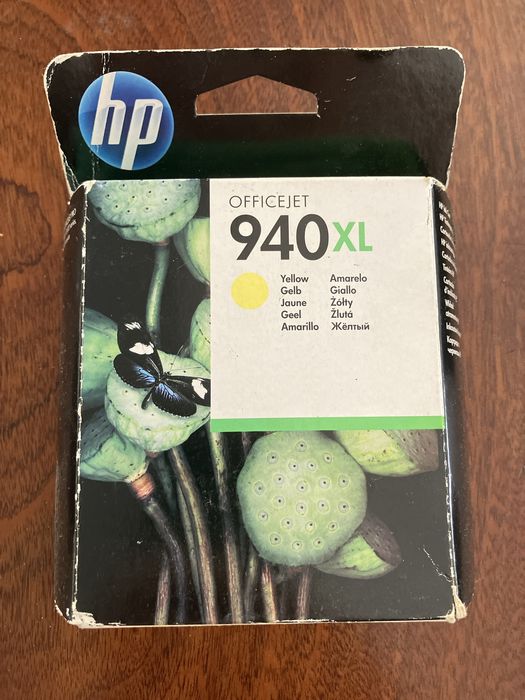 hp
OFFICEJET
940XL
Yellow Amarelo
Gelb Giallo
Jaune Żółty
Geel Žlutá
Amarillo Жёлтый